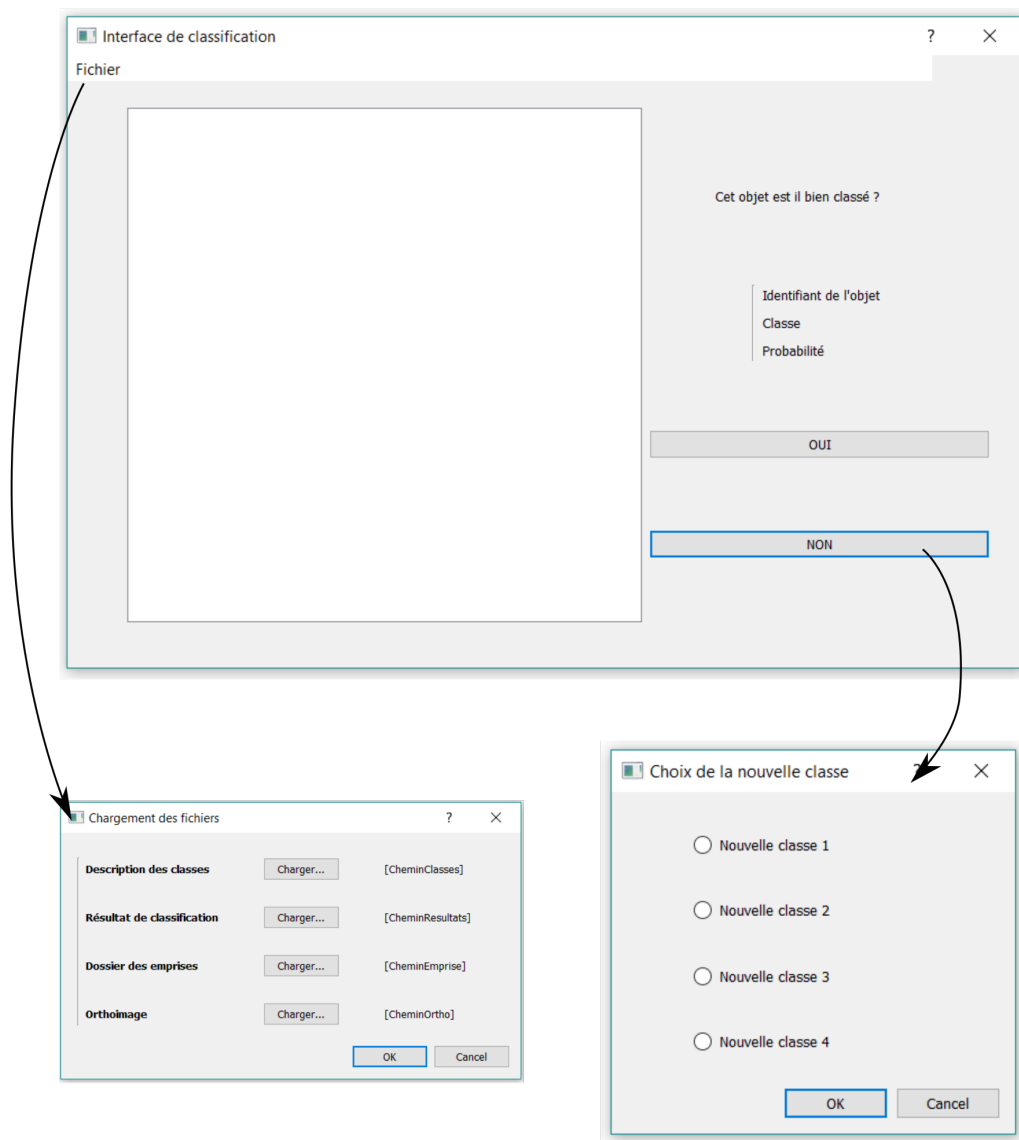 Interface de classification ?
Fichier
Cet objet est il bien classé ?
Identifiant de l'objet
Classe
Probabilité
OUI
NON
Chargement des fichiers ?
Description des classes Charger... [CheminClasses]
Résultat de classification Charger... [CheminResultats]
Dossier des emprises Charger... [CheminEmprise]
Orthoimage Charger... [CheminOrtho]
OK Cancel
Choix de la nouvelle classe ?
Nouvelle classe 1
Nouvelle classe 2
Nouvelle classe 3
Nouvelle classe 4
OK Cancel